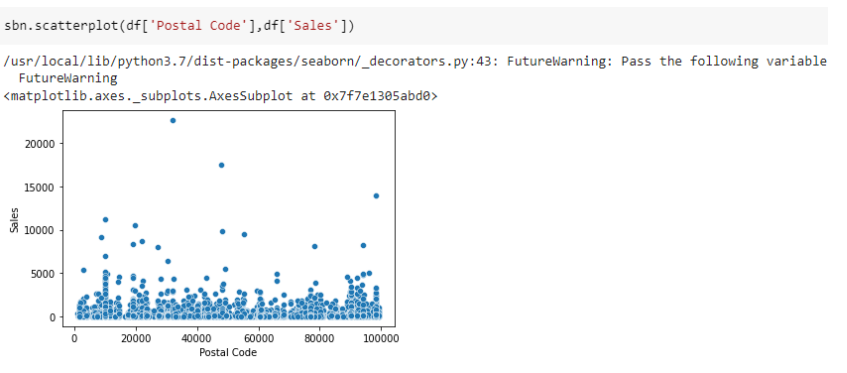 sbn.scatterplot(df['Postal Code'],df['Sales'])
/usr/local/lib/python3.7/dist-packages/seaborn/_decorators.py:43: FutureWarning: Pass the following variable
FutureWarning
<matplotlib.axes._subplots.AxesSubplot at 0x7f7e1305abd0>
20000
15000
10000
5000
0
Sales
0 20000 40000 60000 80000 100000
Postal Code